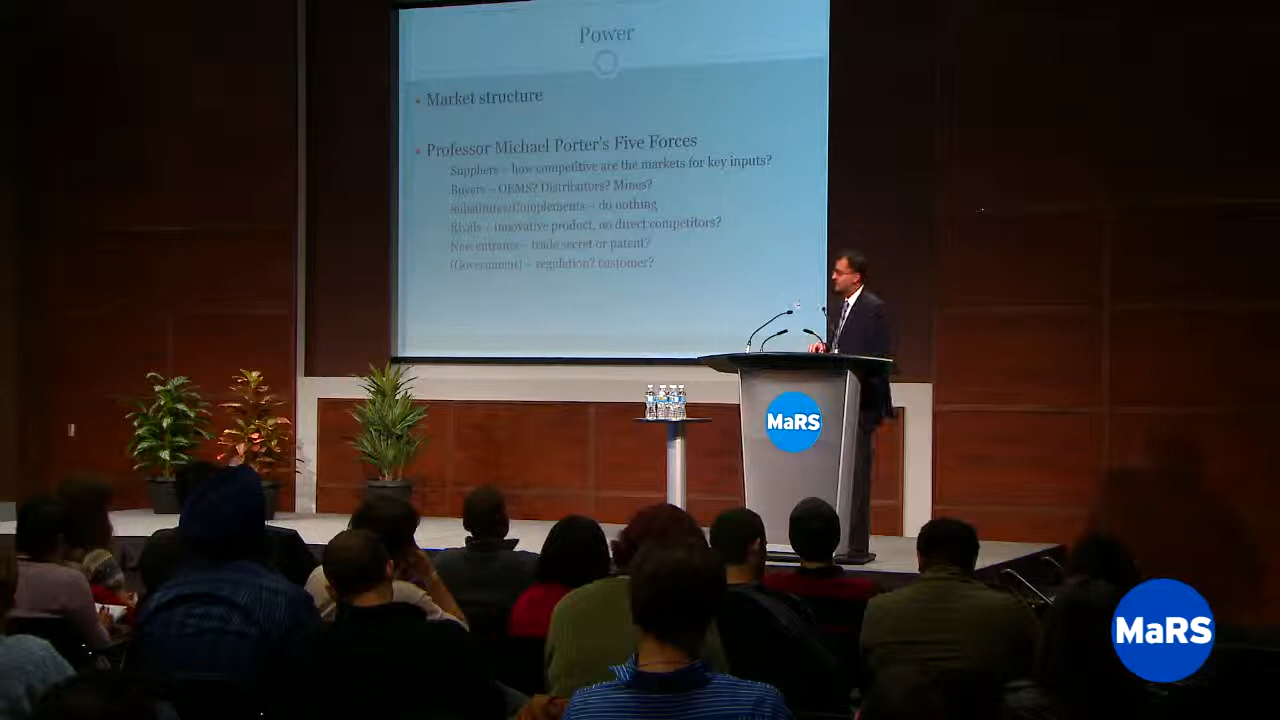 Power
Market structure
Professor Michael Porter's Five Forces
Suppliers – how competitive are the markets for key inputs?
Buyers – OEMS? Distributors? Mines?
Substitutes/Complements – do nothing
Rivals – innovative product, no direct competitors?
New entrants – trade secret or patent?
(Government) – regulation? customer?
MaRS
MaRS